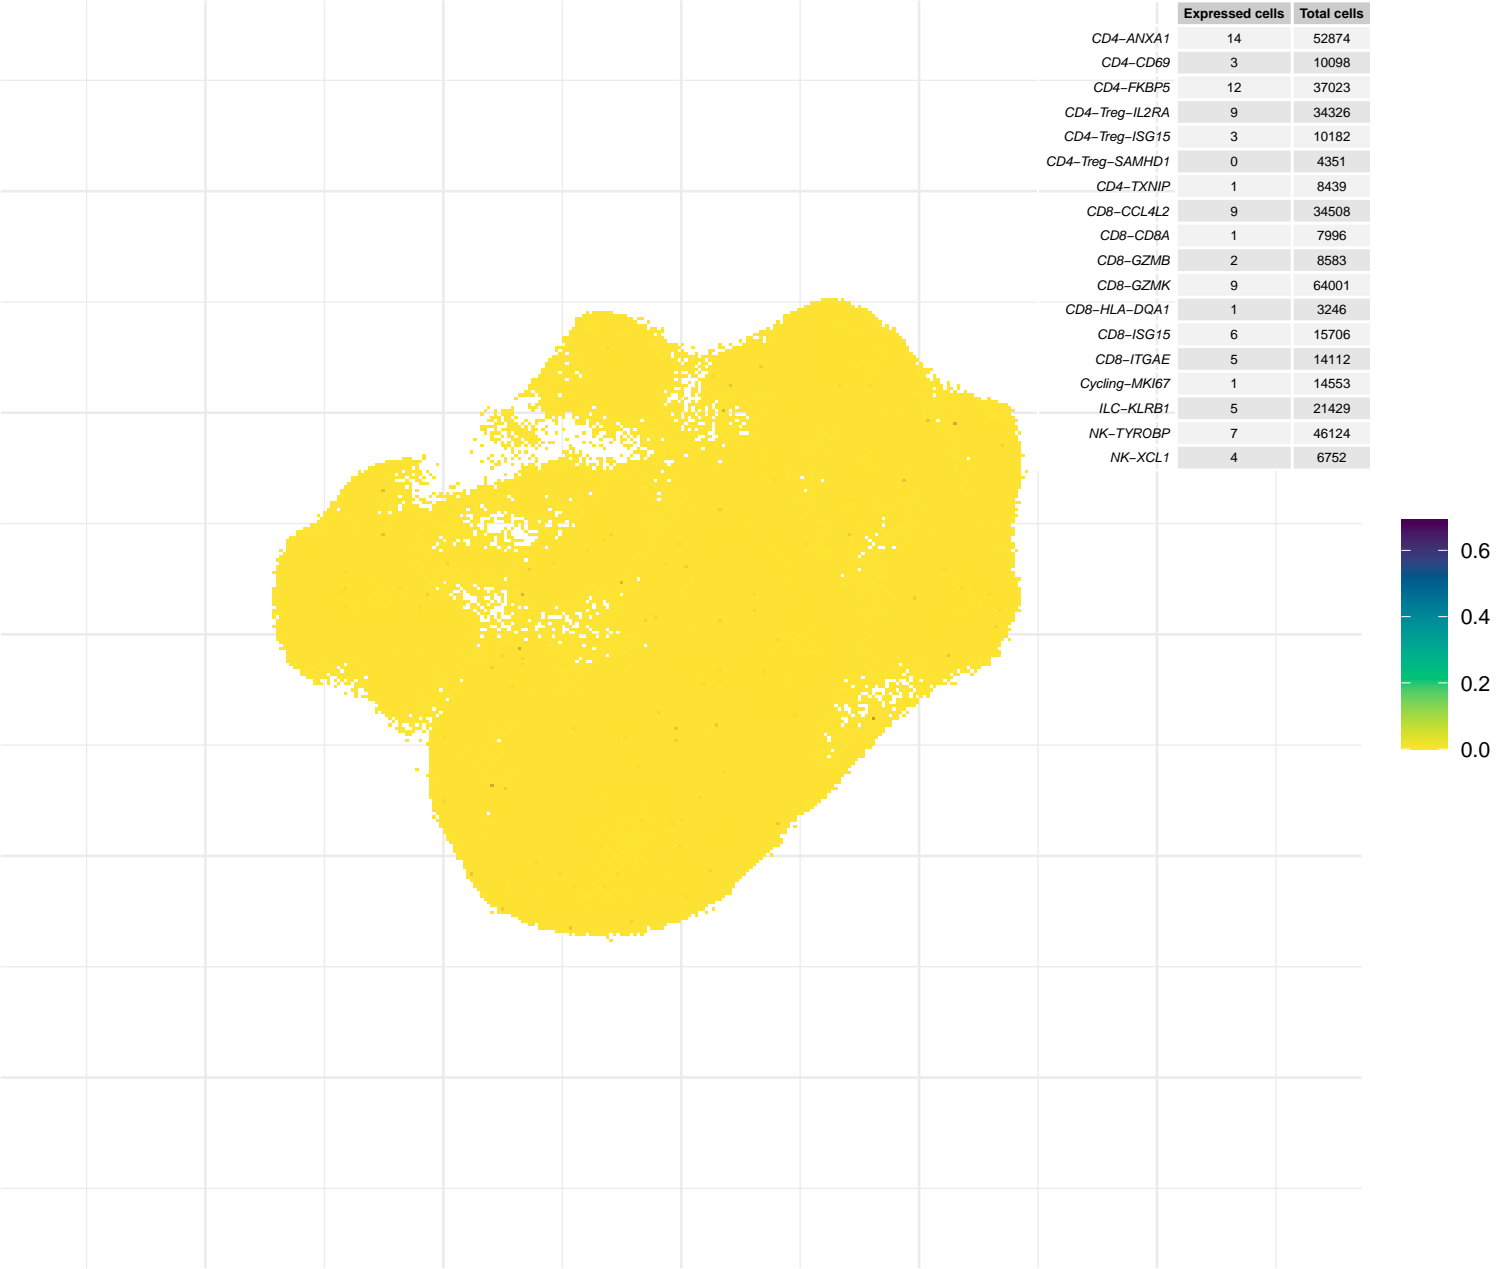 Expressed cells Total cells
CD4−ANXA1 14 52874
CD4−CD69 3 10098
CD4−FKBP5 12 37023
CD4−Treg−IL2RA 9 34326
CD4−Treg−ISG15 3 10182
CD4−Treg−SAMHD1 0 4351
CD4−TXNIP 1 8439
CD8−CCL4L2 9 34508
CD8−CD8A 1 7996
CD8−GZMB 2 8583
CD8−GZMK 9 64001
CD8−HLA−DQA1 1 3246
CD8−ISG15 6 15706
CD8−ITGAE 5 14112
Cycling−MKI67 1 14553
ILC−KLRB1 5 21429
NK−TYROBP 7 46124
NK−XCL1 4 6752
0.6
0.4
0.2
0.0